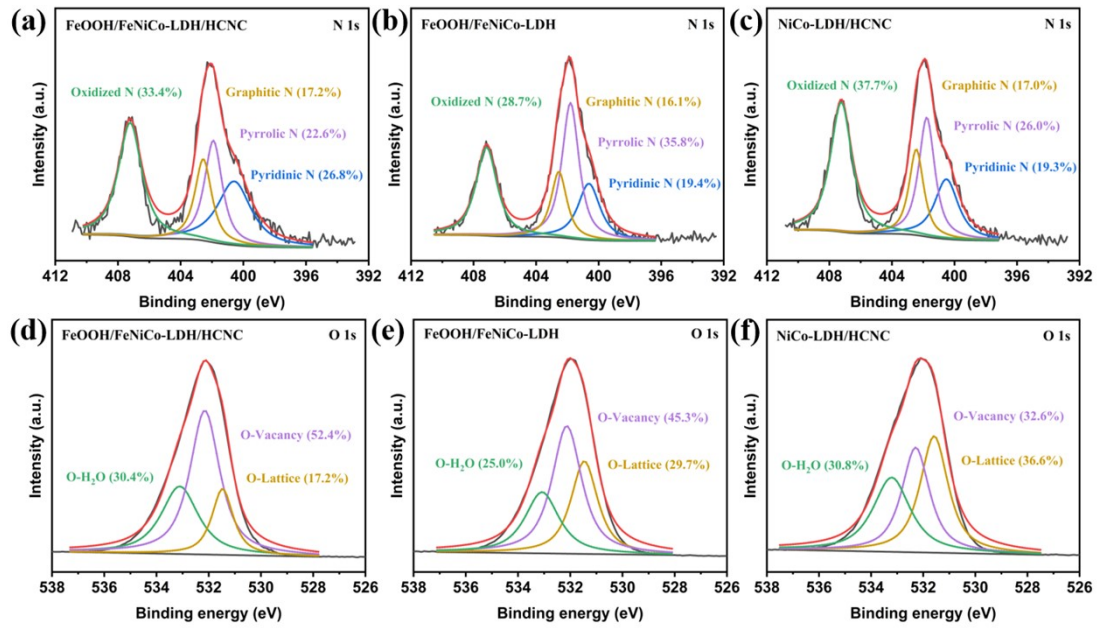 (a)
FeOOH/FeNiCo-LDH/HCNC N 1s
Oxidized N (33.4%)
Graphitic N (17.2%)
Pyrrolic N (22.6%)
Pyridinic N (26.8%)
Intensity (a.u.)
412 408 404 400 396 392
Binding energy (eV)
(b)
FeOOH/FeNiCo-LDH N 1s
Oxidized N (28.7%)
Graphitic N (16.1%)
Pyrrolic N (35.8%)
Pyridinic N (19.4%)
Intensity (a.u.)
412 408 404 400 396 392
Binding energy (eV)
(c)
NiCo-LDH/HCNC N 1s
Oxidized N (37.7%)
Graphitic N (17.0%)
Pyrrolic N (26.0%)
Pyridinic N (19.3%)
Intensity (a.u.)
412 408 404 400 396 392
Binding energy (eV)
(d)
FeOOH/FeNiCo-LDH/HCNC O 1s
O-Vacancy (52.4%)
O-H₂O (30.4%)
O-Lattice (17.2%)
Intensity (a.u.)
538 536 534 532 530 528 526
Binding energy (eV)
(e)
FeOOH/FeNiCo-LDH O 1s
O-Vacancy (45.3%)
O-H₂O (25.0%)
O-Lattice (29.7%)
Intensity (a.u.)
538 536 534 532 530 528 526
Binding energy (eV)
(f)
NiCo-LDH/HCNC O 1s
O-Vacancy (32.6%)
O-H₂O (30.8%)
O-Lattice (36.6%)
Intensity (a.u.)
538 536 534 532 530 528 526
Binding energy (eV)